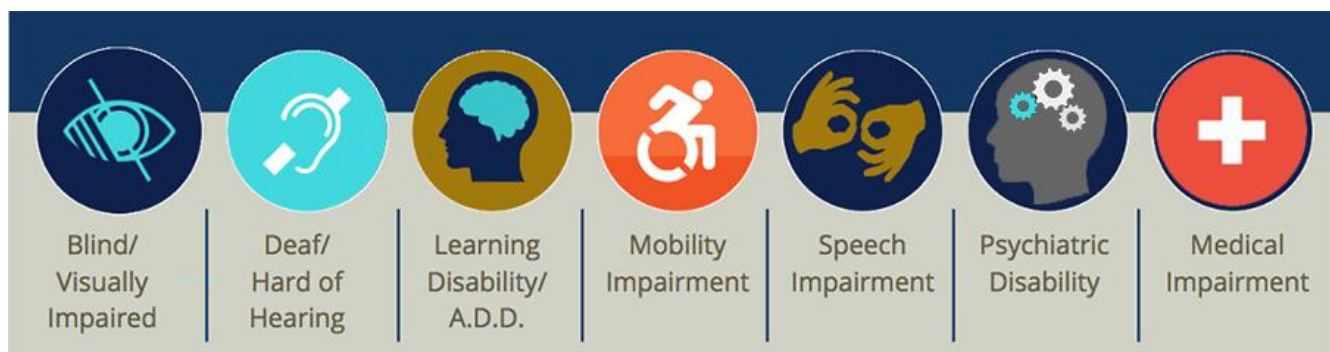 Blind/
Visually
Impaired
Deaf/
Hard of
Hearing
Learning
Disability/
A.D.D.
Mobility
Impairment
Speech
Impairment
Psychiatric
Disability
Medical
Impairment